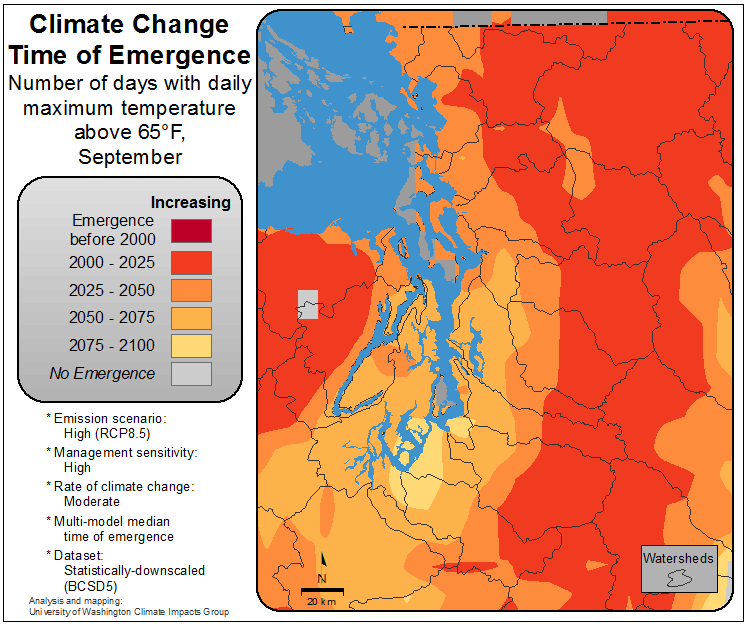 Climate Change
Time of Emergence
Number of days with daily
maximum temperature
above 65°F,
September
Increasing
Emergence
before 2000
2000 - 2025
2025 - 2050
2050 - 2075
2075 - 2100
No Emergence
* Emission scenario:
High (RCP8.5)
* Management sensitivity:
High
* Rate of climate change:
Moderate
* Multi-model median
time of emergence
* Dataset:
Statistically-downscaled
(BCSD5)
Analysis and mapping:
University of Washington Climate Impacts Group
N
20 km
Watersheds